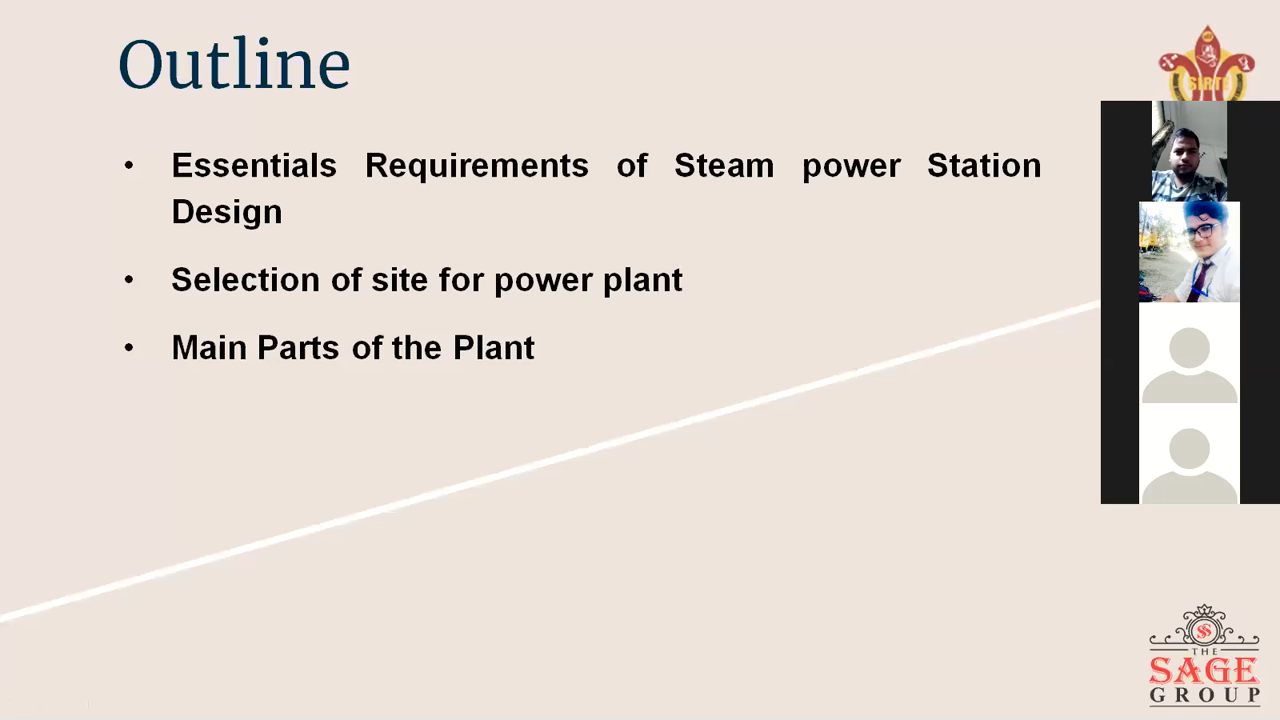 Outline
• Essentials Requirements of Steam power Station
Design
• Selection of site for power plant
• Main Parts of the Plant
SIRT
THE
SAGE
GROUP